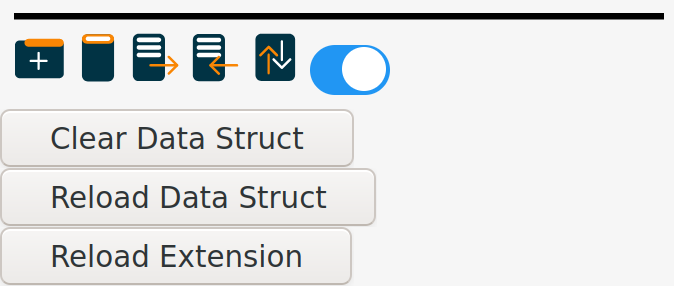 Clear Data Struct
Reload Data Struct
Reload Extension